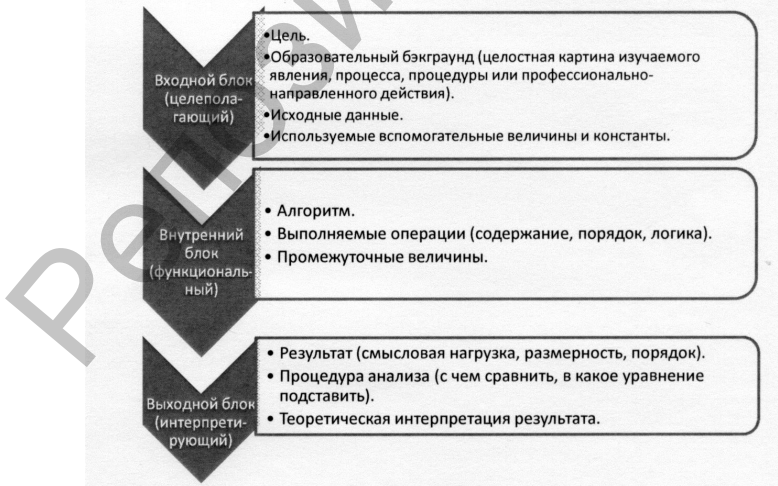 Входной блок
(целепола-
гающий)
•Цель.
•Образовательный бэкграунд (целостная картина изучаемого
явления, процесса, процедуры или профессионально-
направленного действия).
•Исходные данные.
•Используемые вспомогательные величины и константы.
Внутренний
блок
(функциональ-
ный)
• Алгоритм.
• Выполняемые операции (содержание, порядок, логика).
• Промежуточные величины.
Выходной блок
(интерпрети-
рующий)
• Результат (смысловая нагрузка, размерность, порядок).
• Процедура анализа (с чем сравнить, в какое уравнение
подставить).
• Теоретическая интерпретация результата.
Репози